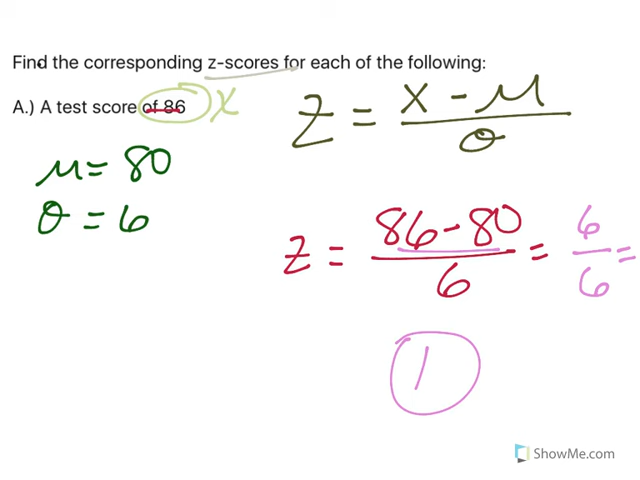 Find the corresponding z-scores for each of the following:
A.) A test score of 86 x
z = x - μ / θ
μ = 80
θ = 6
z = 86 - 80 / 6 = 6 / 6 =
1
ShowMe.com